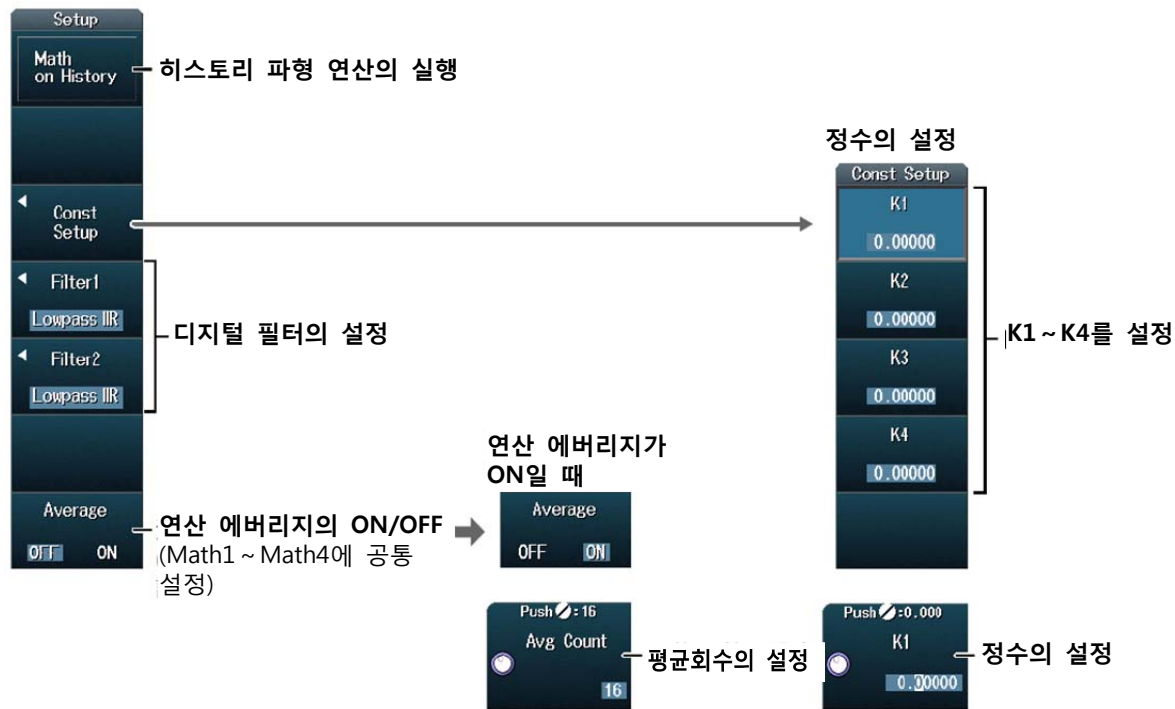 Setup
Math
on History
히스토리 파형 연산의 실행
Const
Setup
Filter1
Lowpass IIR
Filter2
Lowpass IIR
디지털 필터의 설정
Average
OFF ON
연산 에버리지의 ON/OFF
(Math1～Math4에 공통
설정)
연산 에버리지가
ON일 때
Average
OFF ON
Push :16
Avg Count
16
평균회수의 설정
정수의 설정
Const Setup
K1
0.00000
K2
0.00000
K3
0.00000
K4
0.00000
K1～K4를 설정
Push :0.000
K1
0.00000
정수의 설정